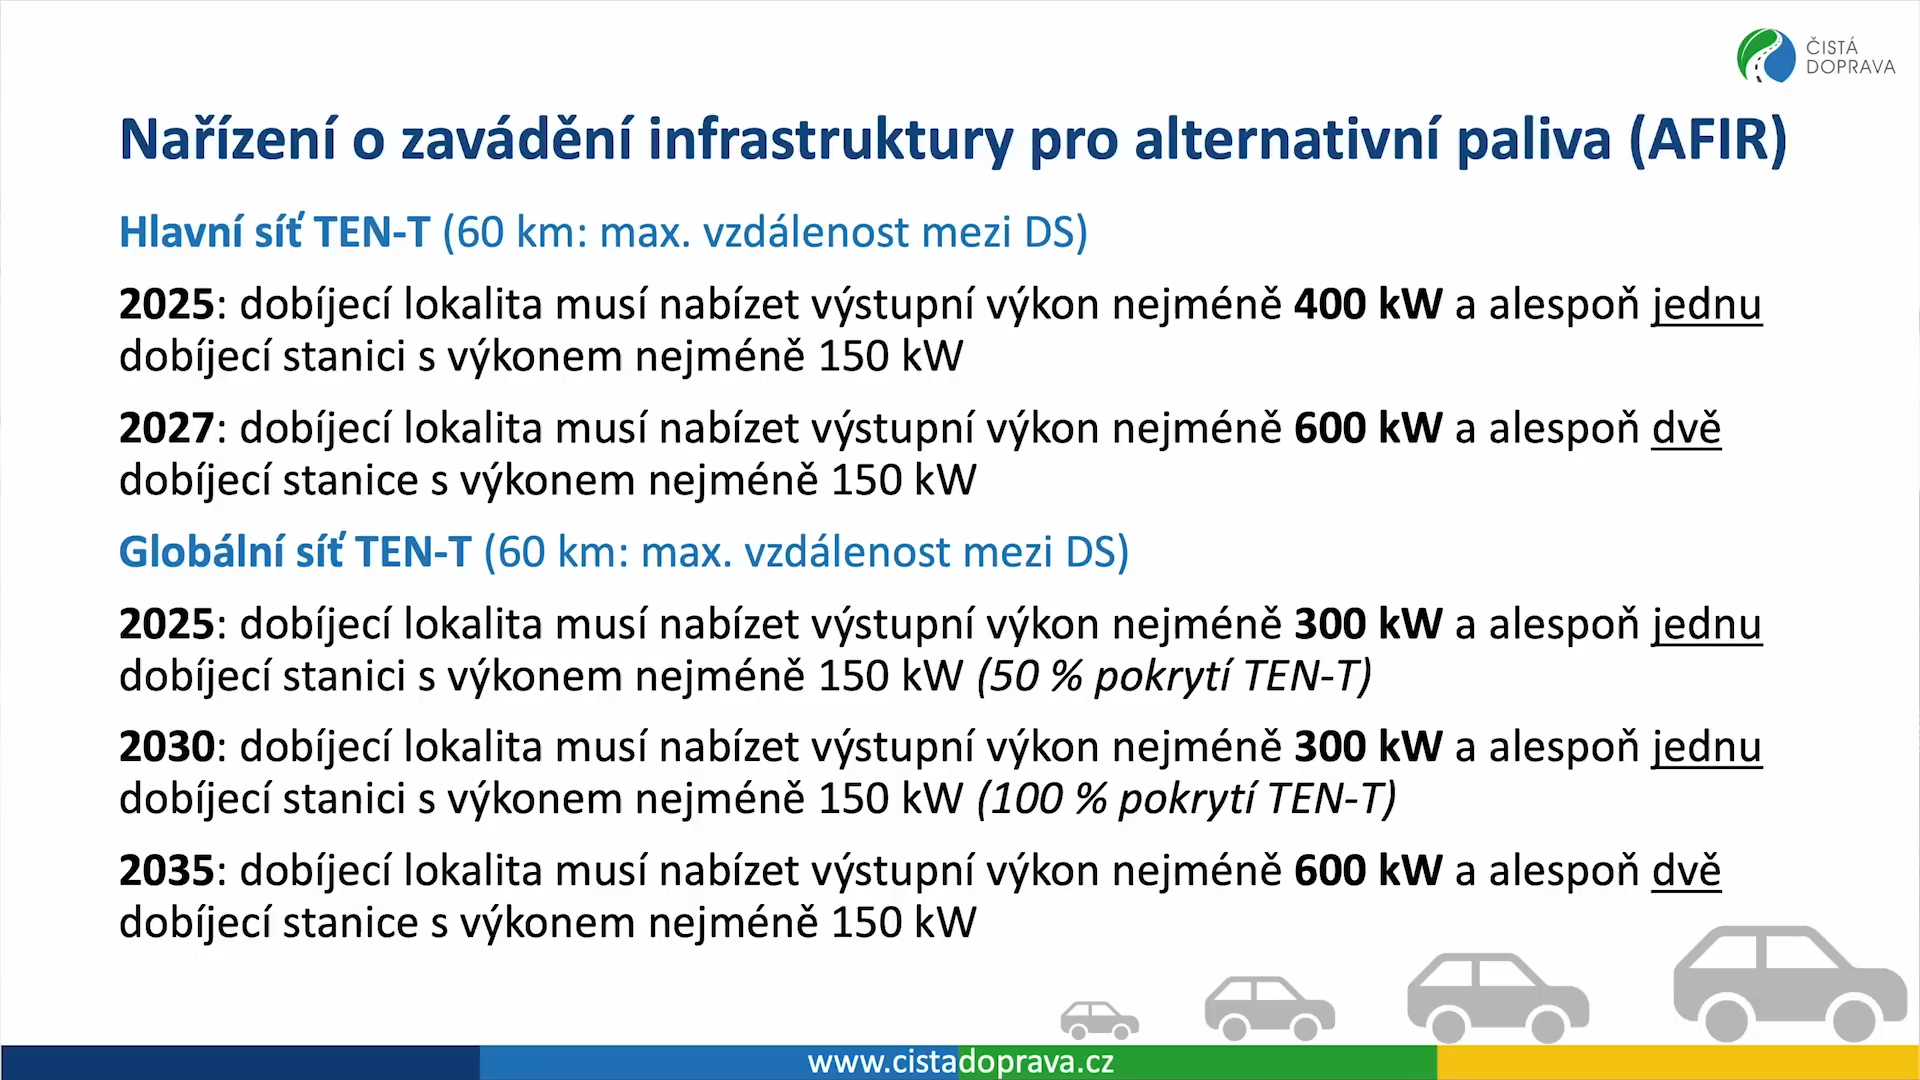 ČISTÁ
DOPRAVA
Nařízení o zavádění infrastruktury pro alternativní paliva (AFIR)
Hlavní síť TEN-T (60 km: max. vzdálenost mezi DS)
2025: dobíjecí lokalita musí nabízet výstupní výkon nejméně 400 kW a alespoň jednu
dobíjecí stanici s výkonem nejméně 150 kW
2027: dobíjecí lokalita musí nabízet výstupní výkon nejméně 600 kW a alespoň dvě
dobíjecí stanice s výkonem nejméně 150 kW
Globální síť TEN-T (60 km: max. vzdálenost mezi DS)
2025: dobíjecí lokalita musí nabízet výstupní výkon nejméně 300 kW a alespoň jednu
dobíjecí stanici s výkonem nejméně 150 kW (50 % pokrytí TEN-T)
2030: dobíjecí lokalita musí nabízet výstupní výkon nejméně 300 kW a alespoň jednu
dobíjecí stanici s výkonem nejméně 150 kW (100 % pokrytí TEN-T)
2035: dobíjecí lokalita musí nabízet výstupní výkon nejméně 600 kW a alespoň dvě
dobíjecí stanice s výkonem nejméně 150 kW
www.cistadoprava.cz